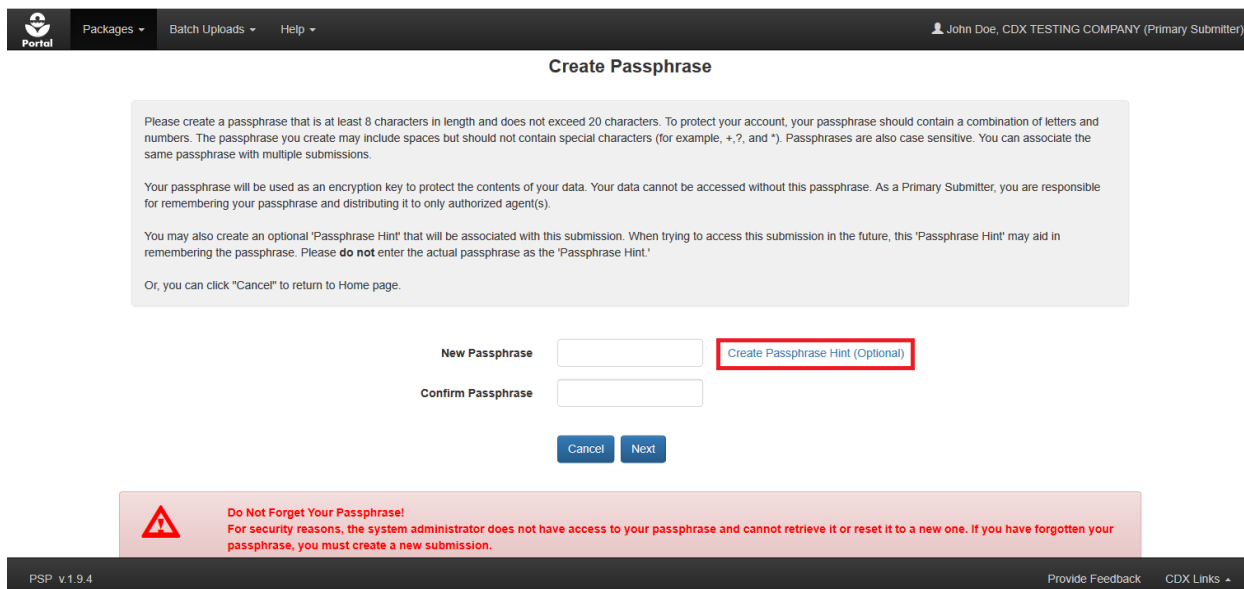 Portal
Packages
Batch Uploads
Help
John Doe, CDX TESTING COMPANY (Primary Submitter)
Create Passphrase
Please create a passphrase that is at least 8 characters in length and does not exceed 20 characters. To protect your account, your passphrase should contain a combination of letters and
numbers. The passphrase you create may include spaces but should not contain special characters (for example, +,?, and *). Passphrases are also case sensitive. You can associate the
same passphrase with multiple submissions.
Your passphrase will be used as an encryption key to protect the contents of your data. Your data cannot be accessed without this passphrase. As a Primary Submitter, you are responsible
for remembering your passphrase and distributing it to only authorized agent(s).
You may also create an optional 'Passphrase Hint' that will be associated with this submission. When trying to access this submission in the future, this 'Passphrase Hint' may aid in
remembering the passphrase. Please do not enter the actual passphrase as the 'Passphrase Hint.'
Or, you can click "Cancel" to return to Home page.
New Passphrase
Create Passphrase Hint (Optional)
Confirm Passphrase
Cancel
Next
Do Not Forget Your Passphrase!
For security reasons, the system administrator does not have access to your passphrase and cannot retrieve it or reset it to a new one. If you have forgotten your
passphrase, you must create a new submission.
PSP v.1.9.4
Provide Feedback
CDX Links